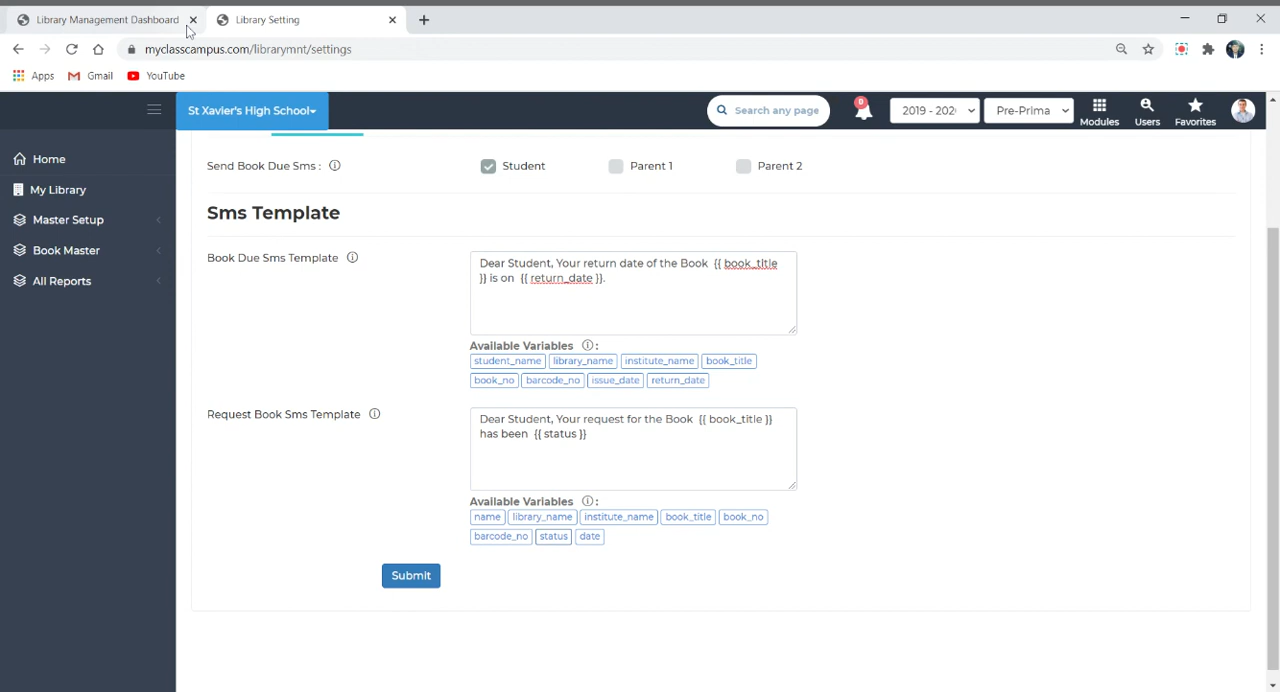 Library Management Dashboard
Library Setting
myclasscampus.com/librarymnt/settings
Apps Gmail YouTube
St Xavier's High School
Search any page
0
2019 - 202
Pre-Prima
Modules
Users
Favorites
Home
My Library
Master Setup
Book Master
All Reports
Send Book Due Sms :
Student
Parent 1
Parent 2
Sms Template
Book Due Sms Template
Dear Student, Your return date of the Book {{ book_title
}} is on {{ return_date }}.
Available Variables :
student_name library_name institute_name book_title
book_no barcode_no issue_date return_date
Request Book Sms Template
Dear Student, Your request for the Book {{ book_title }}
has been {{ status }}
Available Variables :
name library_name institute_name book_title book_no
barcode_no status date
Submit